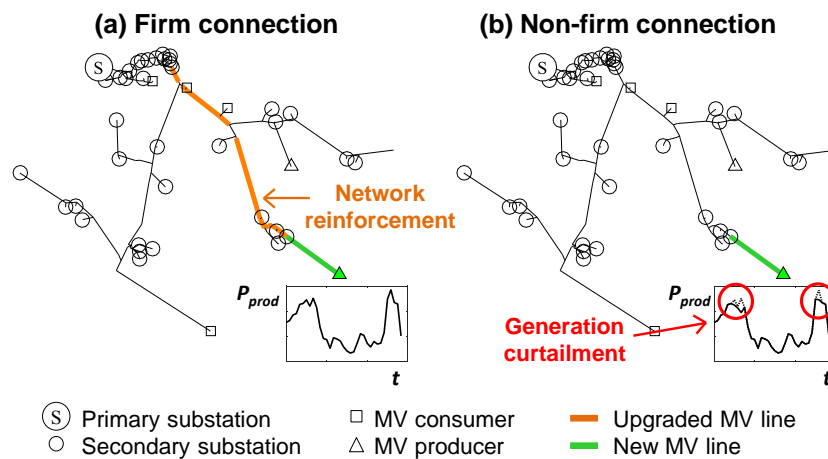 (a) Firm connection
(b) Non-firm connection
S
S
Network
reinforcement
P_prod
t
P_prod
Generation
curtailment
t
S Primary substation
MV consumer
Upgraded MV line
Secondary substation
MV producer
New MV line